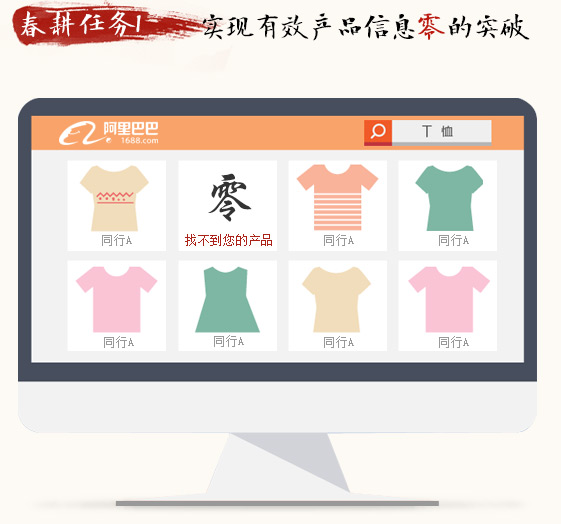 春耕任务1
实现有效产品信息零的突破
阿里巴巴
1688.com
T 恤
同行A
零
找不到您的产品
同行A
同行A
同行A
同行A
同行A
同行A